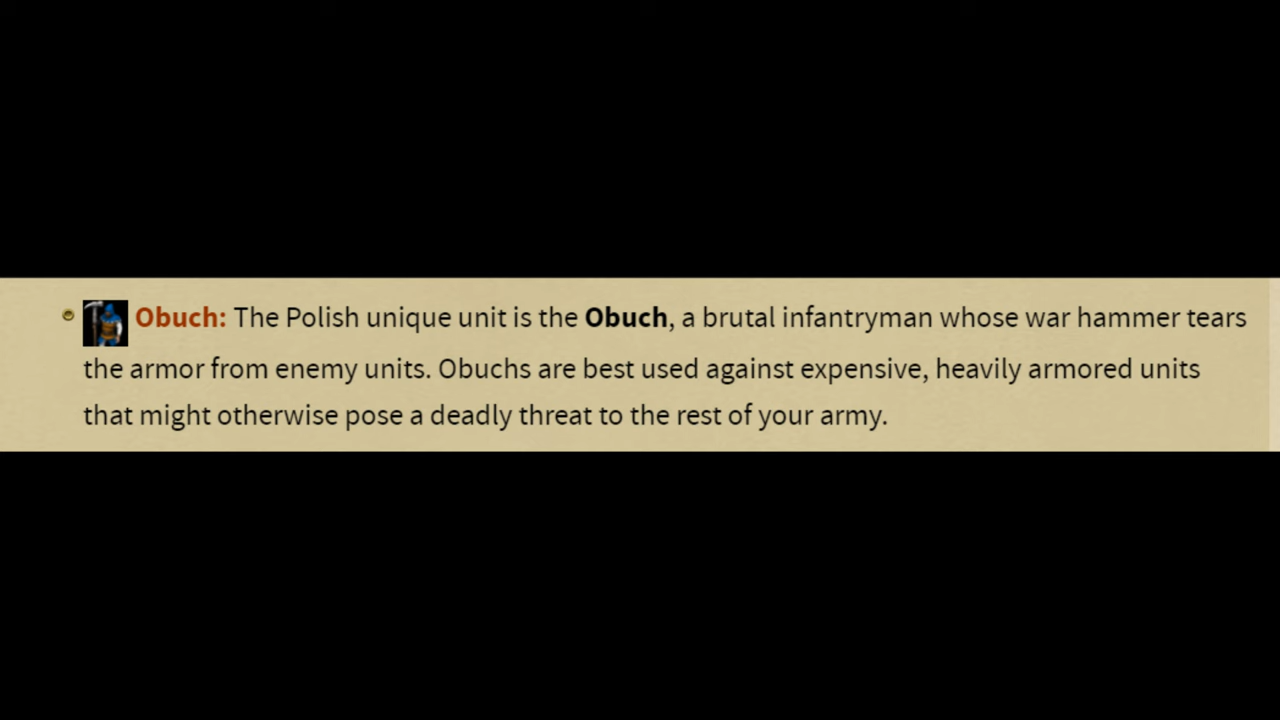 Obuch: The Polish unique unit is the Obuch, a brutal infantryman whose war hammer tears
the armor from enemy units. Obuchs are best used against expensive, heavily armored units
that might otherwise pose a deadly threat to the rest of your army.